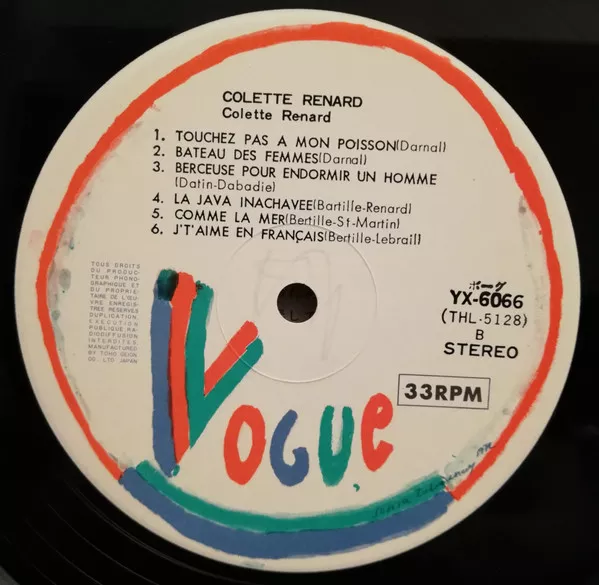 COLETTE RENARD
Colette Renard
1. TOUCHEZ PAS A MON POISSON(Darnal)
2. BATEAU DES FEMMES(Darnal)
3. BERCEUSE POUR ENDORMIR UN HOMME
(Datin-Dabadie)
4. LA JAVA INACHAVEE(Bartille-Renard)
5. COMME LA MER(Bertille-St-Martin)
6. J'T'AIME EN FRANÇAIS(Bertille-Lebrail)
TOUS DROITS
DU PRODUC-
TEUR PHONO-
GRAPHIQUE ET
DU PROPRIE-
TAIRE DE L'ŒU-
VRE ENREGIS-
TREE RESERVES
DUPLICATION,
EXECUTION
PUBLIQUE RA-
DIODIFFUSION
INTERDITES.
MANUFACTURED
BY TOHO GEION
CO. LTD JAPAN
ボーグ
YX-6066
(THL-5128)
B
STEREO
33RPM
VOGUE